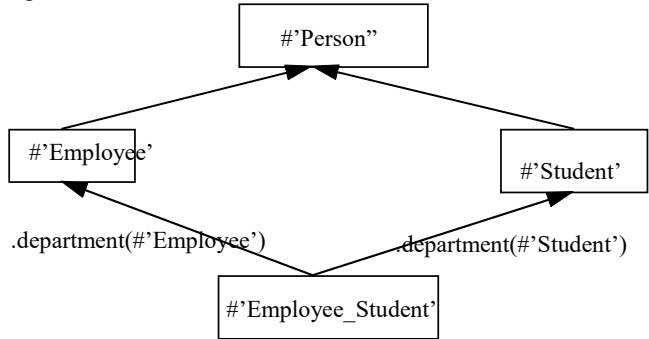 #’Person”
#’Employee’
#’Student’
.department(#’Employee’)
.department(#’Student’)
#’Employee_Student’